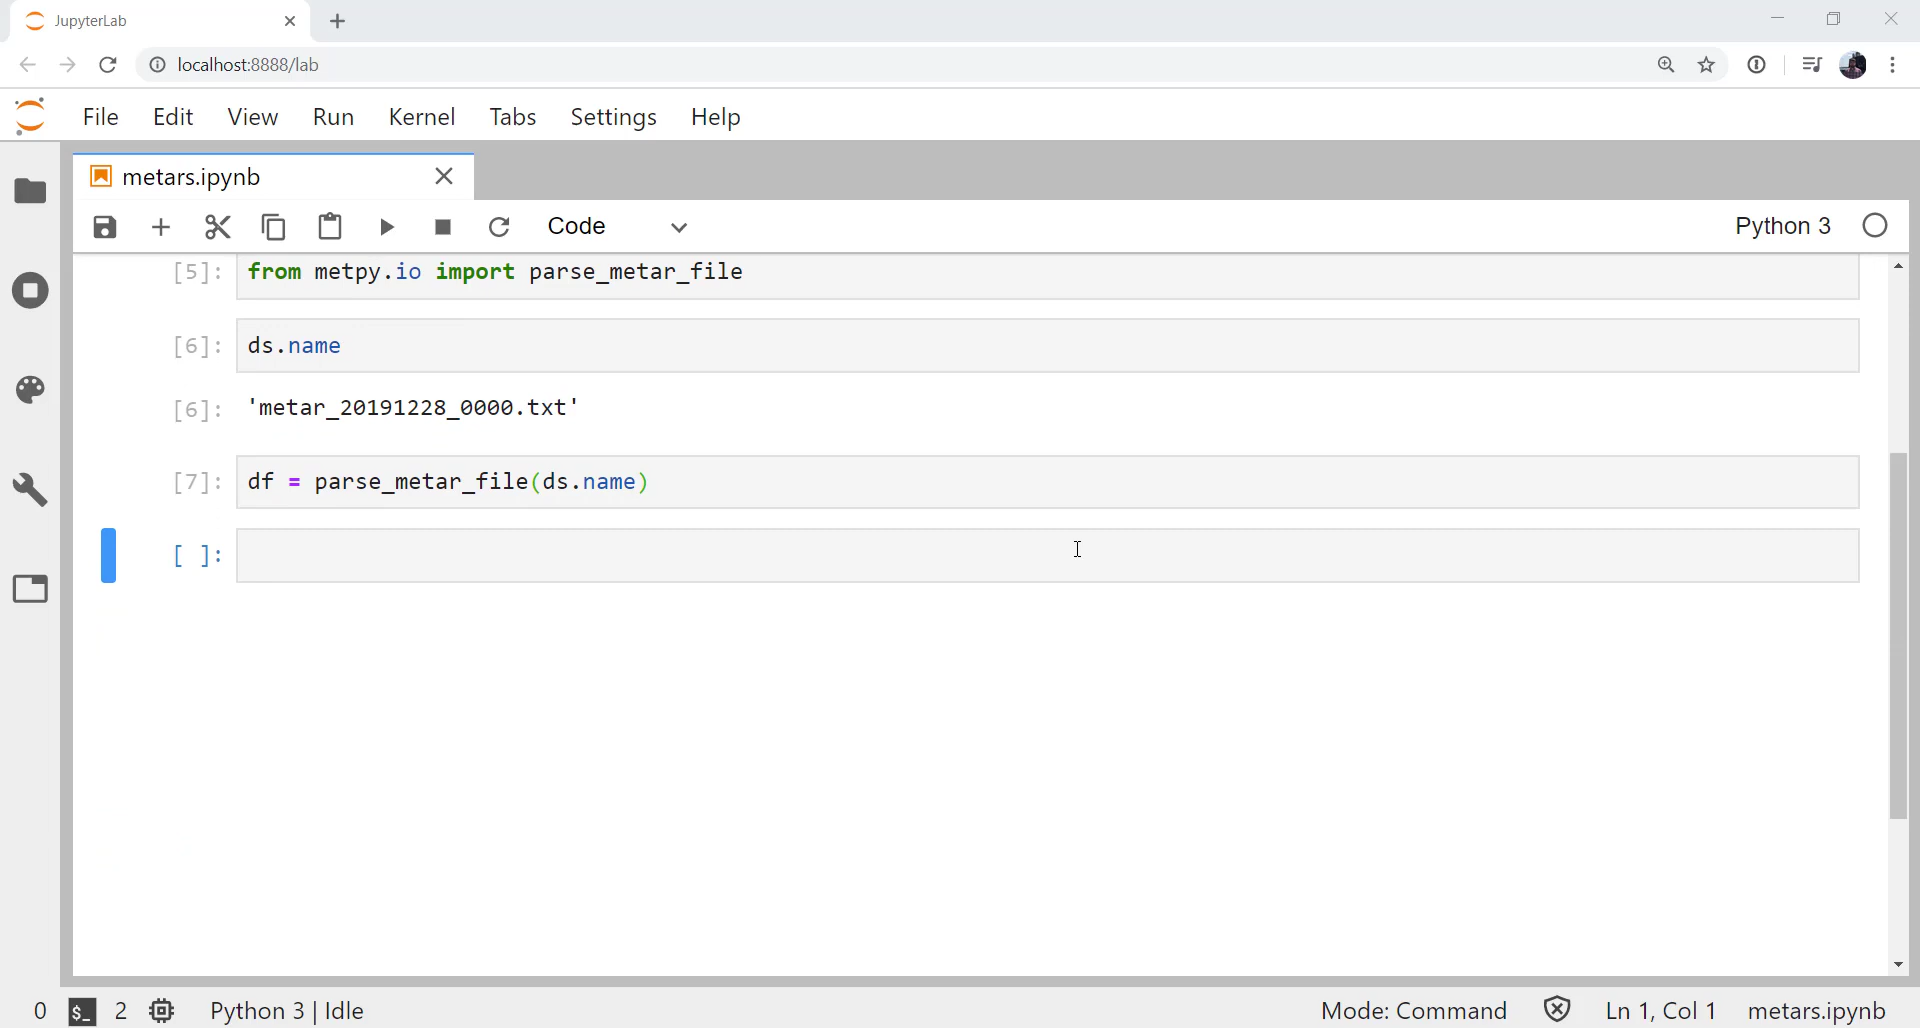 JupyterLab
localhost:8888/lab
File Edit View Run Kernel Tabs Settings Help
metars.ipynb
Code
Python 3
[5]: from metpy.io import parse_metar_file
[6]: ds.name
[6]: 'metar_20191228_0000.txt'
[7]: df = parse_metar_file(ds.name)
[ ]:
0 $_ 2 Python 3 | Idle Mode: Command Ln 1, Col 1 metars.ipynb